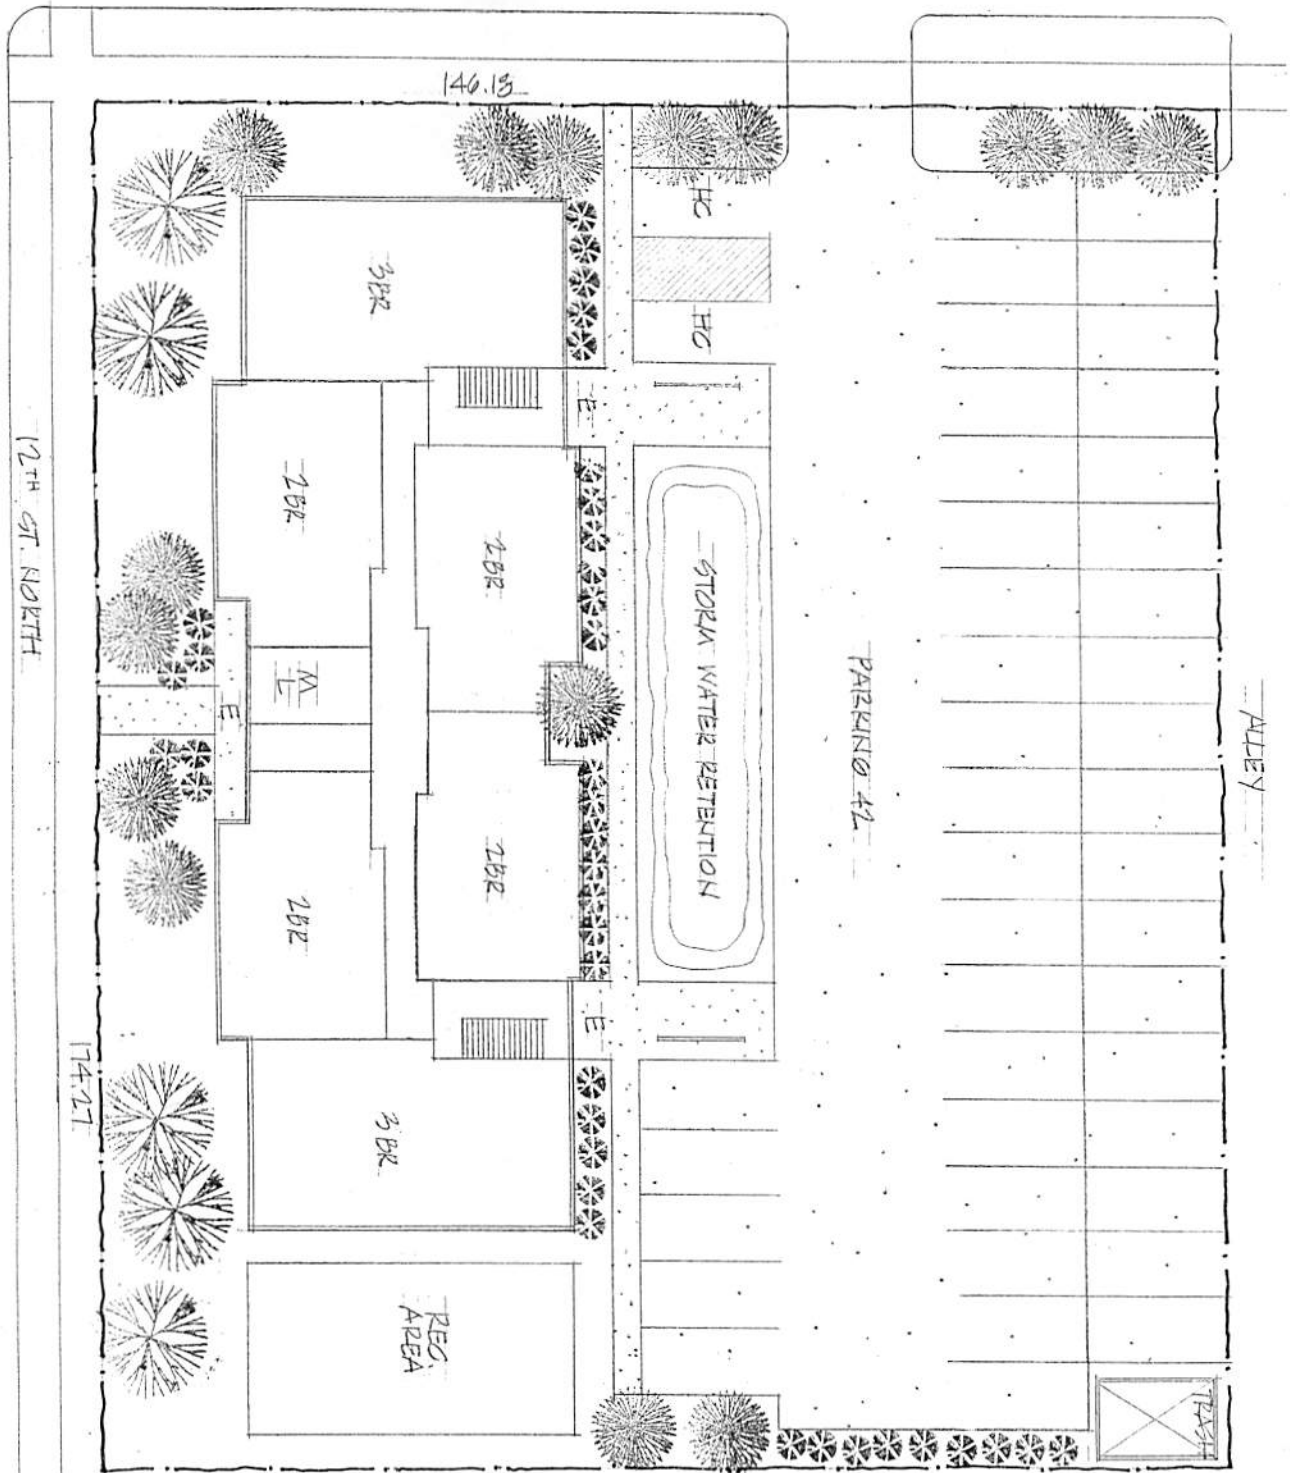 146.13
HC
HC
3BR
E
2BR
2BR
12TH ST. NORTH
STORM WATER RETENTION
PARKING 42
ALLEY
M
L
E
2BR
2BR
E
174.27
3BR
REC.
AREA
TRASH